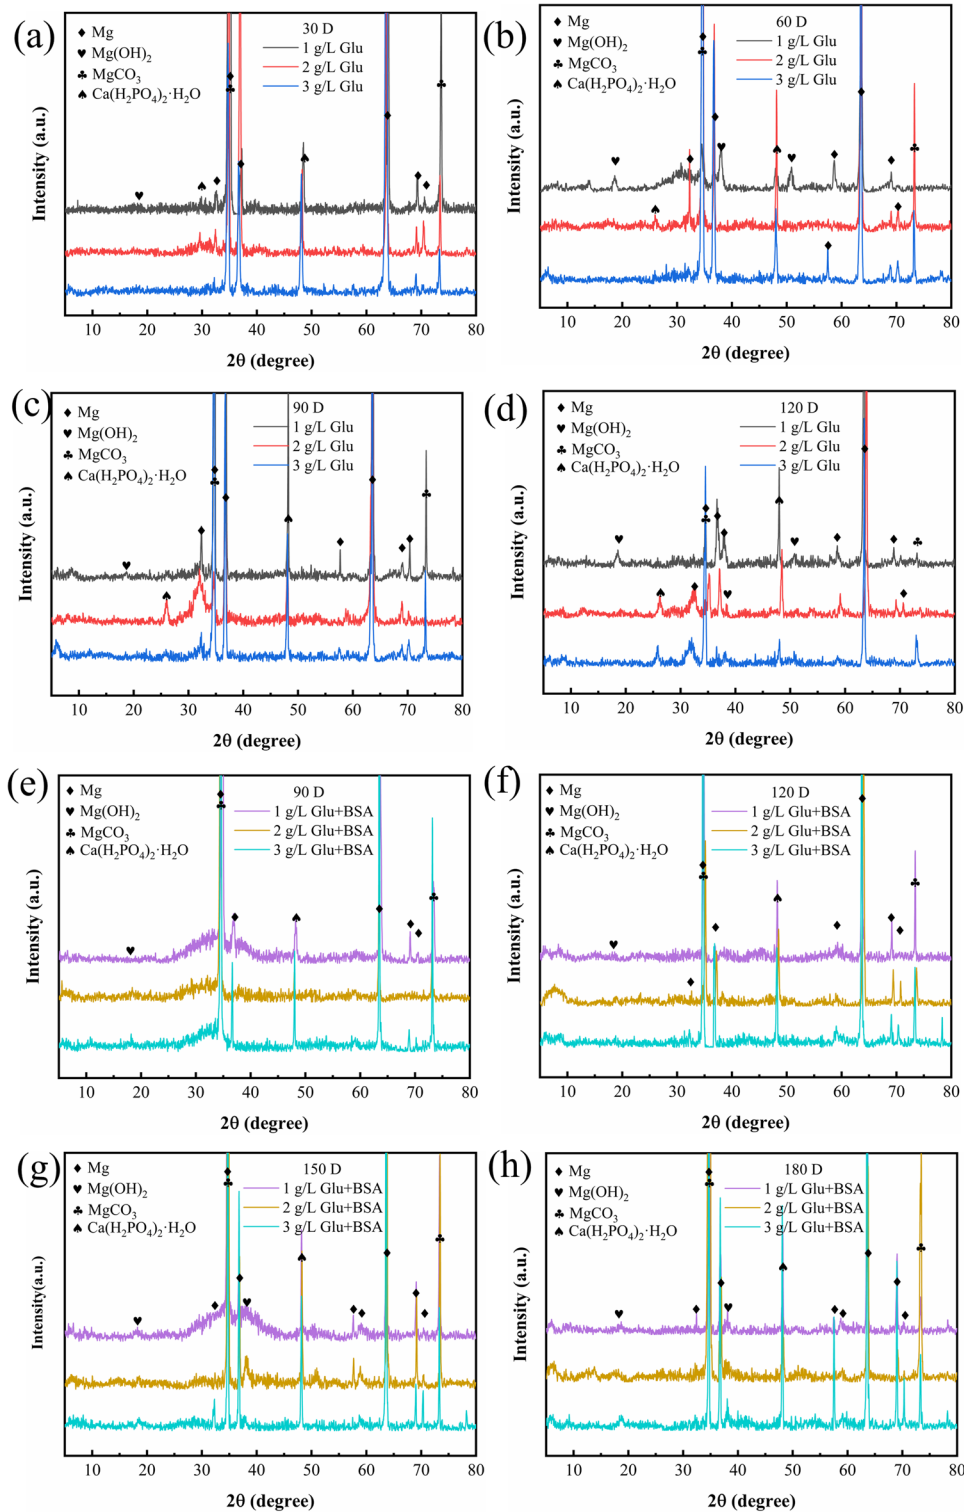 (a)
♦ Mg
♥ Mg(OH)₂
♣ MgCO₃
♠ Ca(H₂PO₄)₂·H₂O
30 D
1 g/L Glu
2 g/L Glu
3 g/L Glu
Intensity (a.u.)
10 20 30 40 50 60 70 80
2θ (degree)
(b)
♦ Mg
♥ Mg(OH)₂
♣ MgCO₃
♠ Ca(H₂PO₄)₂·H₂O
60 D
1 g/L Glu
2 g/L Glu
3 g/L Glu
Intensity (a.u.)
10 20 30 40 50 60 70 80
2θ (degree)
(c)
♦ Mg
♥ Mg(OH)₂
♣ MgCO₃
♠ Ca(H₂PO₄)₂·H₂O
90 D
1 g/L Glu
2 g/L Glu
3 g/L Glu
Intensity (a.u.)
10 20 30 40 50 60 70 80
2θ (degree)
(d)
♦ Mg
♥ Mg(OH)₂
♣ MgCO₃
♠ Ca(H₂PO₄)₂·H₂O
120 D
1 g/L Glu
2 g/L Glu
3 g/L Glu
Intensity (a.u.)
10 20 30 40 50 60 70 80
2θ (degree)
(e)
♦ Mg
♥ Mg(OH)₂
♣ MgCO₃
♠ Ca(H₂PO₄)₂·H₂O
90 D
1 g/L Glu+BSA
2 g/L Glu+BSA
3 g/L Glu+BSA
Intensity (a.u.)
10 20 30 40 50 60 70 80
2θ (degree)
(f)
♦ Mg
♥ Mg(OH)₂
♣ MgCO₃
♠ Ca(H₂PO₄)₂·H₂O
120 D
1 g/L Glu+BSA
2 g/L Glu+BSA
3 g/L Glu+BSA
Intensity (a.u.)
10 20 30 40 50 60 70 80
2θ (degree)
(g)
♦ Mg
♥ Mg(OH)₂
♣ MgCO₃
♠ Ca(H₂PO₄)₂·H₂O
150 D
1 g/L Glu+BSA
2 g/L Glu+BSA
3 g/L Glu+BSA
Intensity(a.u.)
10 20 30 40 50 60 70 80
2θ (degree)
(h)
♦ Mg
♥ Mg(OH)₂
♣ MgCO₃
♠ Ca(H₂PO₄)₂·H₂O
180 D
1 g/L Glu+BSA
2 g/L Glu+BSA
3 g/L Glu+BSA
Intensity (a.u.)
10 20 30 40 50 60 70 80
2θ (degree)